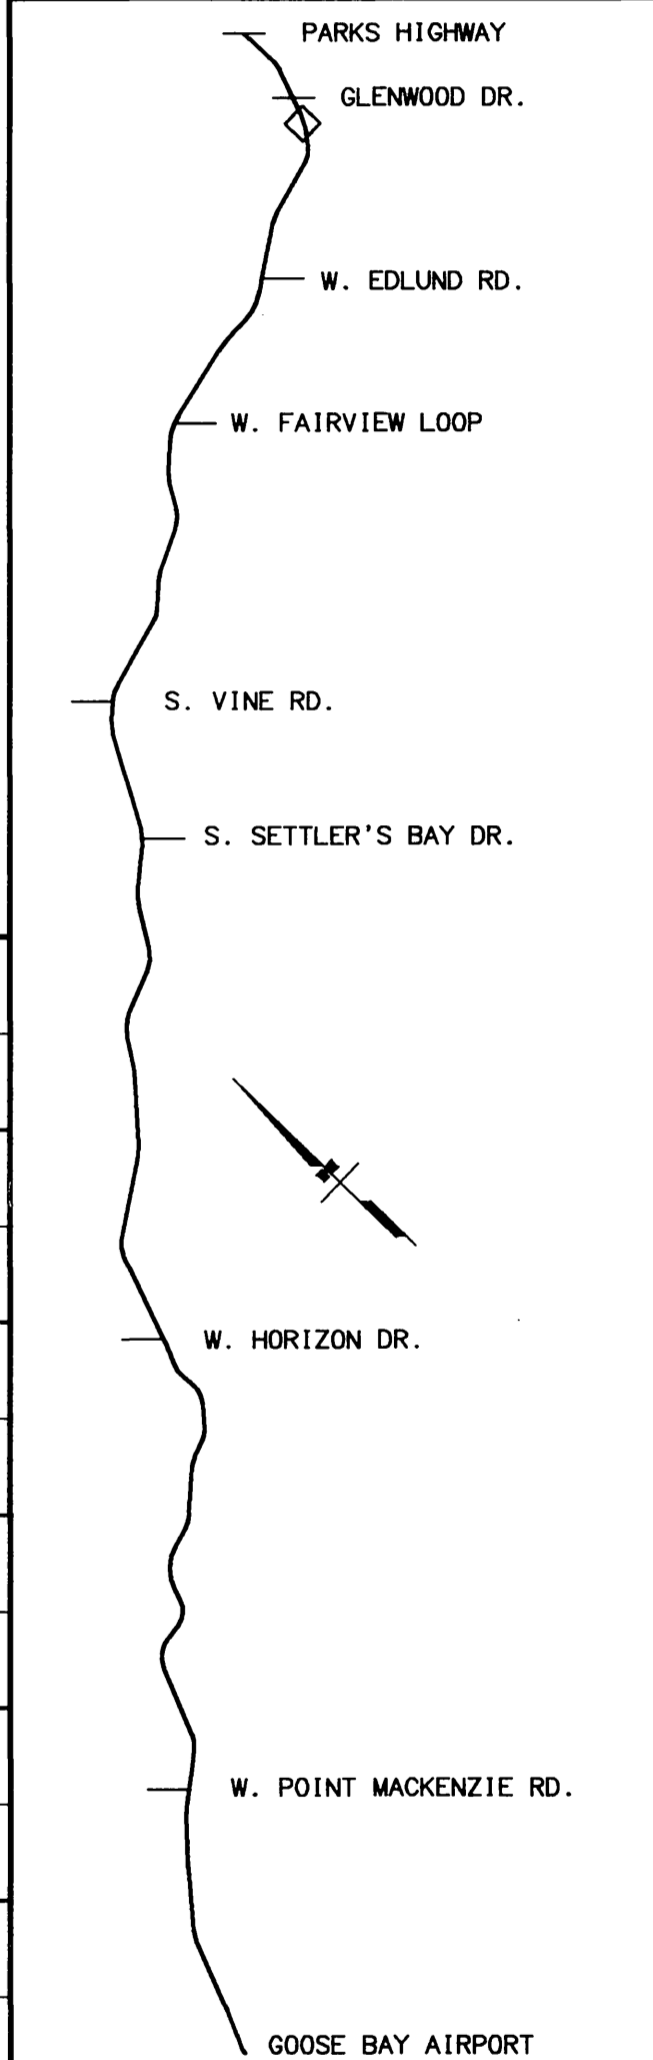 PARKS HIGHWAY
GLENWOOD DR.
W. EDLUND RD.
W. FAIRVIEW LOOP
S. VINE RD.
S. SETTLER'S BAY DR.
W. HORIZON DR.
W. POINT MACKENZIE RD.
GOOSE BAY AIRPORT